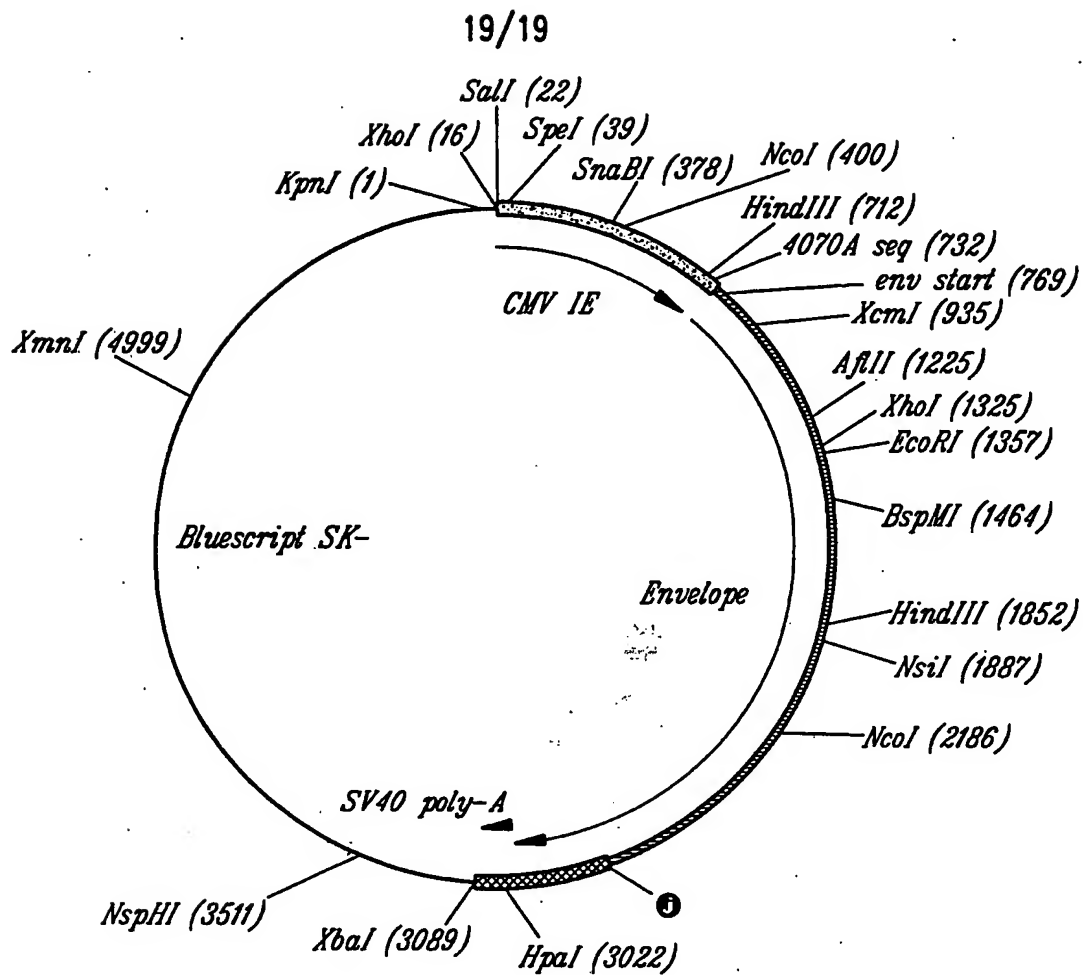 19/19
SalI (22)
XhoI (16)
SpeI (39)
KpnI (1)
SnaBI (378)
NcoI (400)
HindIII (712)
4070A seq (732)
env start (769)
CMV IE
XcmI (935)
XmnI (4999)
AflII (1225)
XhoI (1325)
EcoRI (1357)
BspMI (1464)
Bluescript SK-
Envelope
HindIII (1852)
NsiI (1887)
NcoI (2186)
SV40 poly-A
j
NspHI (3511)
XbaI (3089)
HpaI (3022)